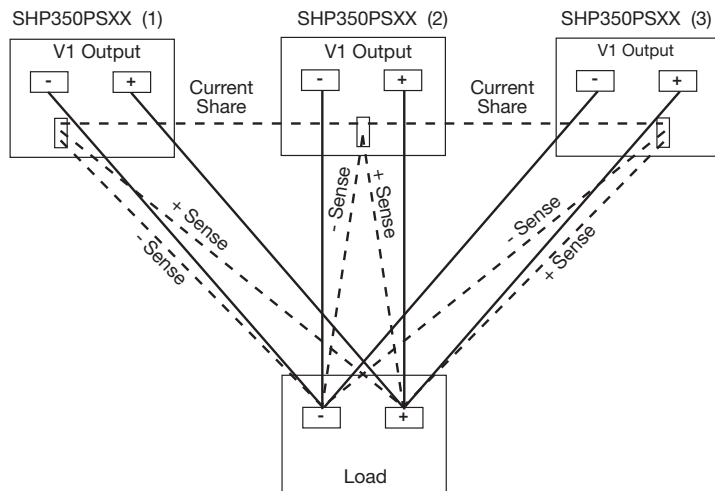 SHP350PSXX (1)
SHP350PSXX (2)
SHP350PSXX (3)
V1 Output
V1 Output
V1 Output
-
+
-
+
-
+
Current
Share
Current
Share
+ Sense
- Sense
- Sense
+ Sense
- Sense
+ Sense
-
+
Load